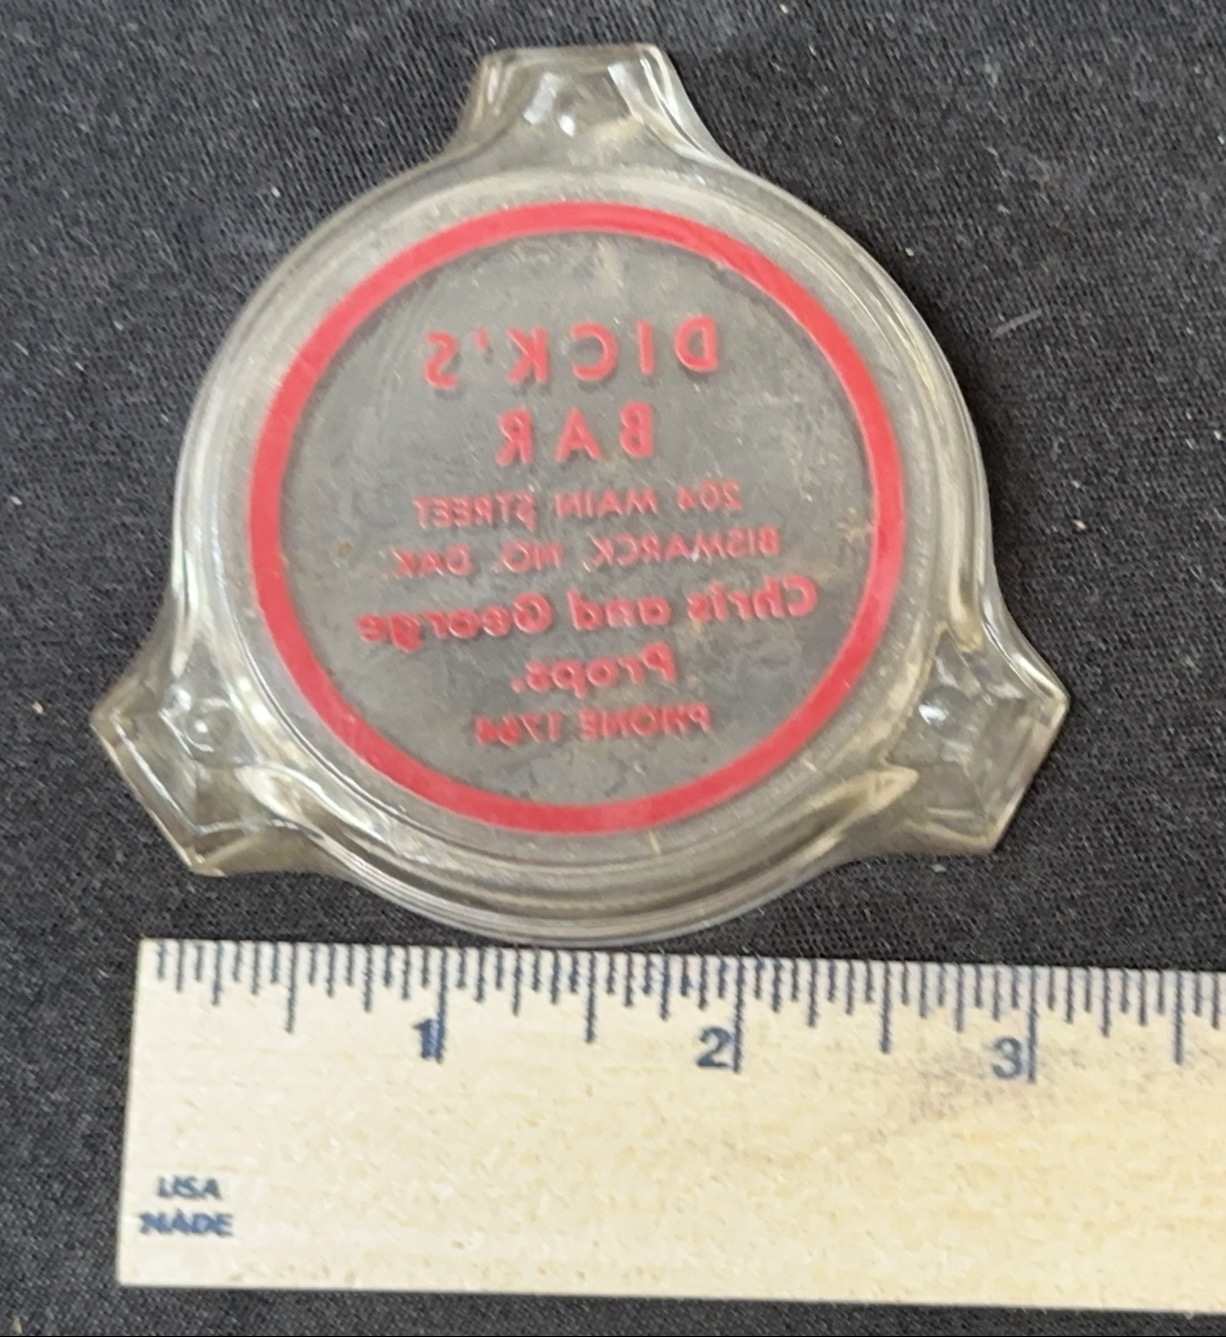 DICK'S
BAR
204 MAIN STREET
BISMARCK, NO. DAK.
Chris and George
Props.
PHONE 1764
1 2 3
USA
MADE